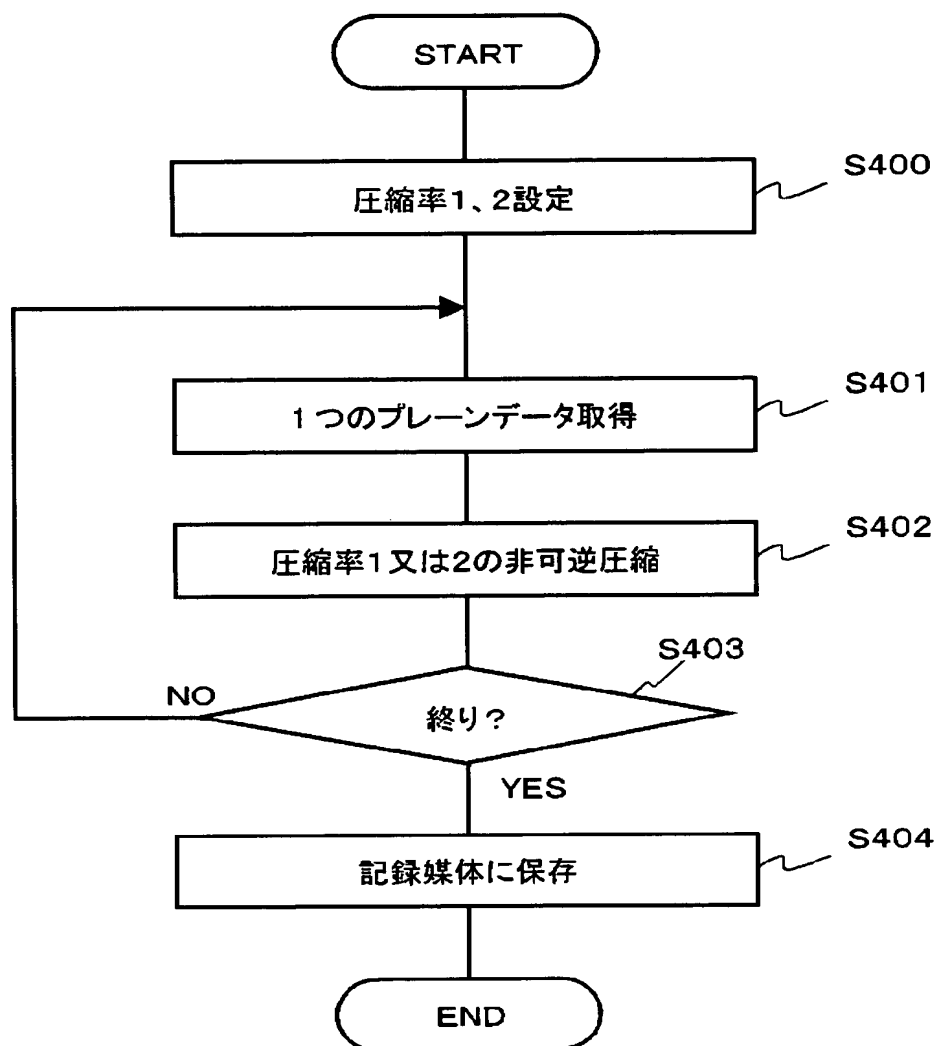 START
圧縮率1、2設定
S400
1つのプレーンデータ取得
S401
圧縮率1又は2の非可逆圧縮
S402
S403
NO
終り?
YES
記録媒体に保存
S404
END